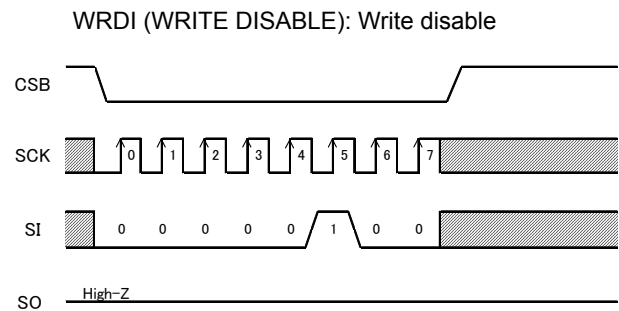 WRDI (WRITE DISABLE): Write disable
CSB
SCK 0 1 2 3 4 5 6 7
SI 0 0 0 0 0 1 0 0
SO High-Z